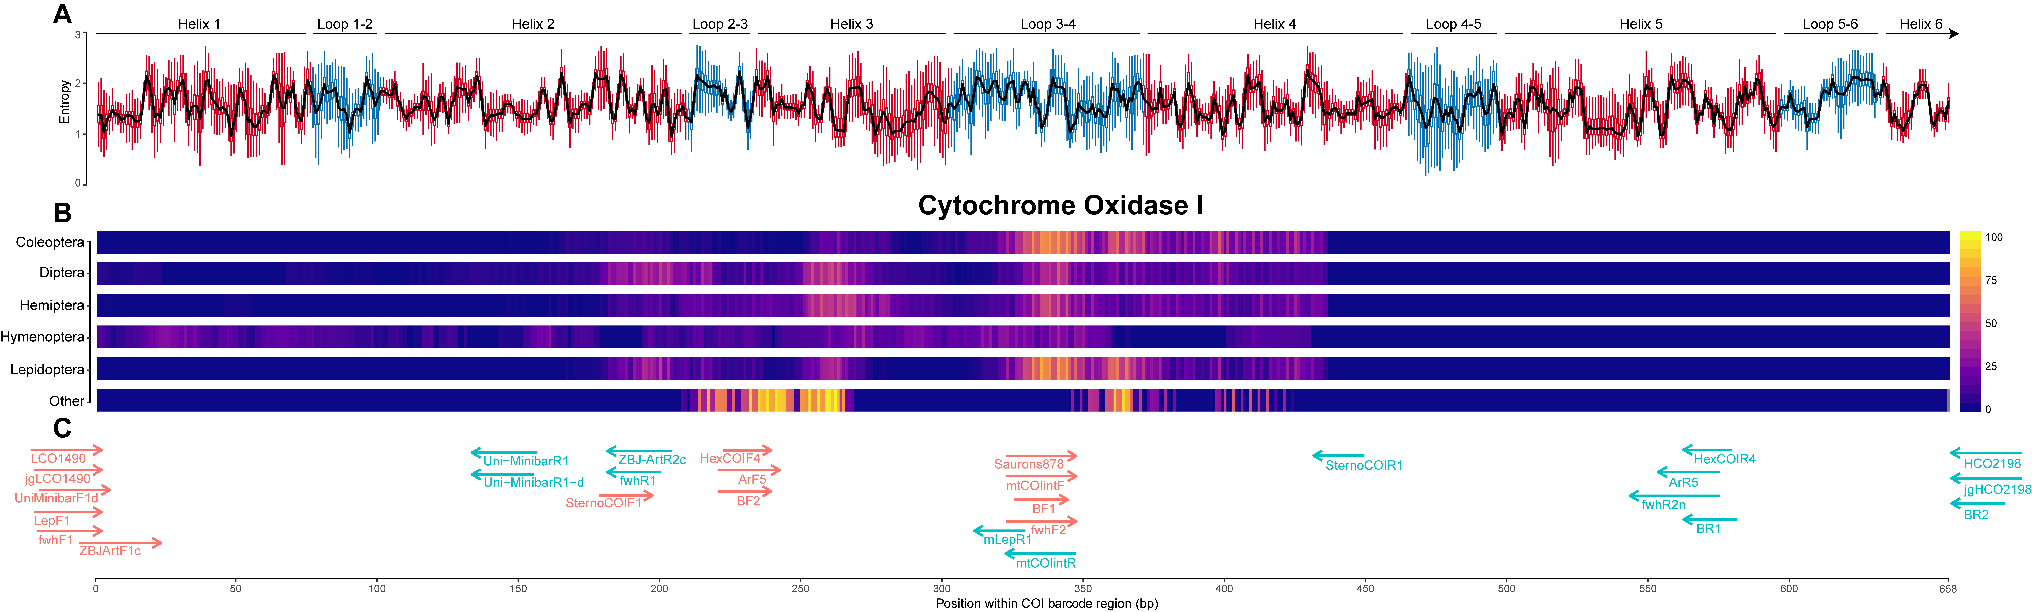 A
Helix 1 Loop 1-2 Helix 2 Loop 2-3 Helix 3 Loop 3-4 Helix 4 Loop 4-5 Helix 5 Loop 5-6 Helix 6
3
2
1
0
Entropy
Cytochrome Oxidase I
B
Coleoptera
Diptera
Hemiptera
Hymenoptera
Lepidoptera
Other
100
75
50
25
0
C
LCO1490
jgLCO1490
UniMinibarF1d
LepF1
fwhF1
ZBJArtF1c
Uni-MinibarR1
Uni-MinibarR1-d
ZBJ-ArtR2c
fwhR1
SternoCOIF1
HexCOIF4
ArF5
BF2
Saurons878
mtCOIintF
BF1
fwhF2
mLepR1
mtCOIintR
SternoCOIR1
HexCOIR4
ArR5
fwhR2n
BR1
HCO2198
jgHCO2198
BR2
0 50 100 150 200 250 300 350 400 450 500 550 600 658
Position within COI barcode region (bp)